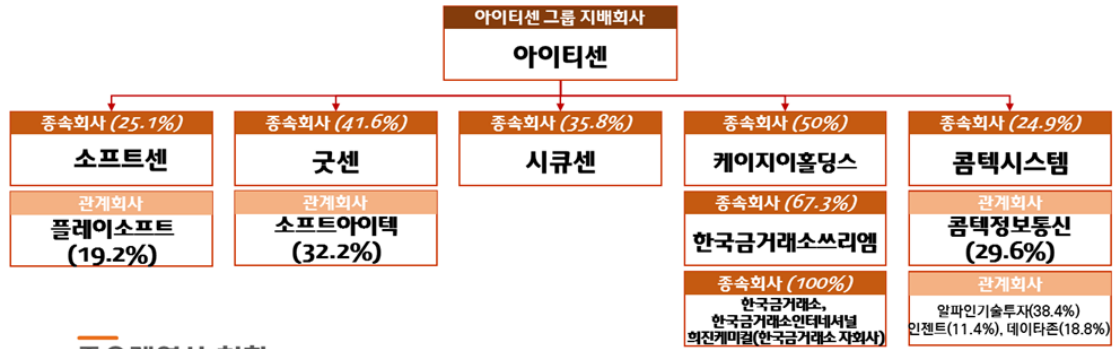 아이티센 그룹 지배회사
아이티센
종속회사 (25.1%)
소프트센
관계회사
플레이소프트
(19.2%)
종속회사 (41.6%)
굿센
관계회사
소프트아이텍
(32.2%)
종속회사 (35.8%)
시큐센
종속회사 (50%)
케이지이홀딩스
종속회사 (67.3%)
한국금거래소쓰리엠
종속회사 (100%)
한국금거래소,
한국금거래소인터네셔널
희진케미컬(한국금거래소 자회사)
종속회사 (24.9%)
콤텍시스템
관계회사
콤텍정보통신
(29.6%)
관계회사
알파인기술투자(38.4%)
인젠트(11.4%), 데이타존(18.8%)